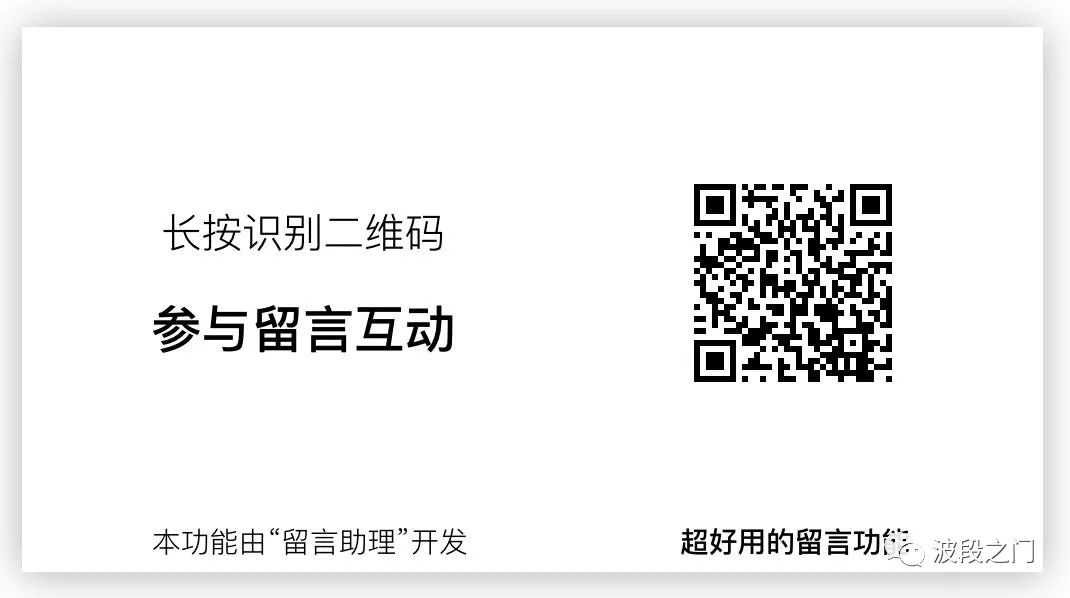 长按识别二维码
参与留言互动
本功能由“留言助理”开发
超好用的留言功能
波段之门